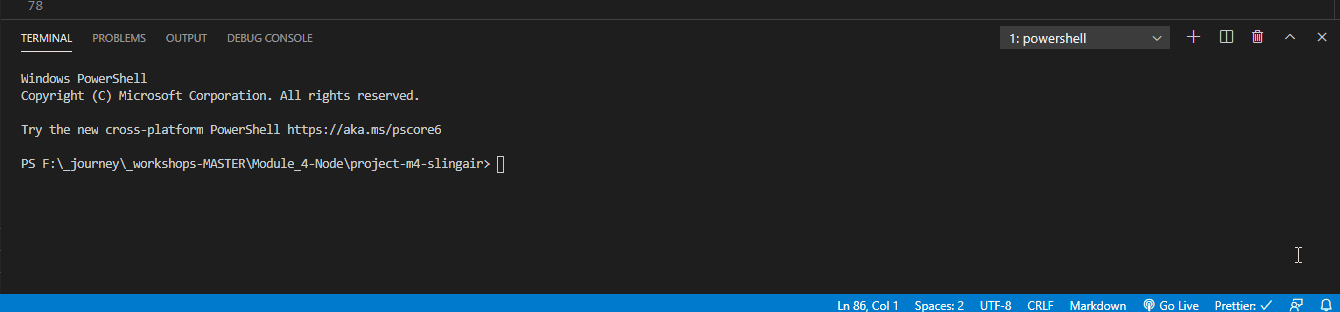 78
TERMINAL PROBLEMS OUTPUT DEBUG CONSOLE 1: powershell
Windows PowerShell
Copyright (C) Microsoft Corporation. All rights reserved.
Try the new cross-platform PowerShell https://aka.ms/pscore6
PS F:\_journey\_workshops-MASTER\Module_4-Node\project-m4-slingair>
Ln 86, Col 1 Spaces: 2 UTF-8 CRLF Markdown Go Live Prettier: ✓